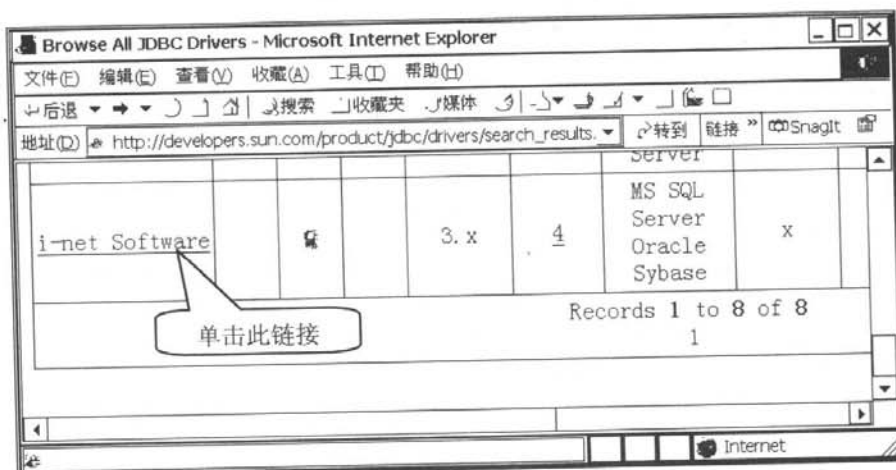 Browse All JDBC Drivers - Microsoft Internet Explorer
文件(F) 编辑(E) 查看(V) 收藏(A) 工具(T) 帮助(H)
后退 搜索 收藏夹 媒体
地址(D) http://developers.sun.com/product/jdbc/drivers/search_results. 转到 链接 » SnagIt
Server
i-net Software 3.x 4 MS SQL Server Oracle Sybase x
Records 1 to 8 of 8
1
单击此链接
Internet